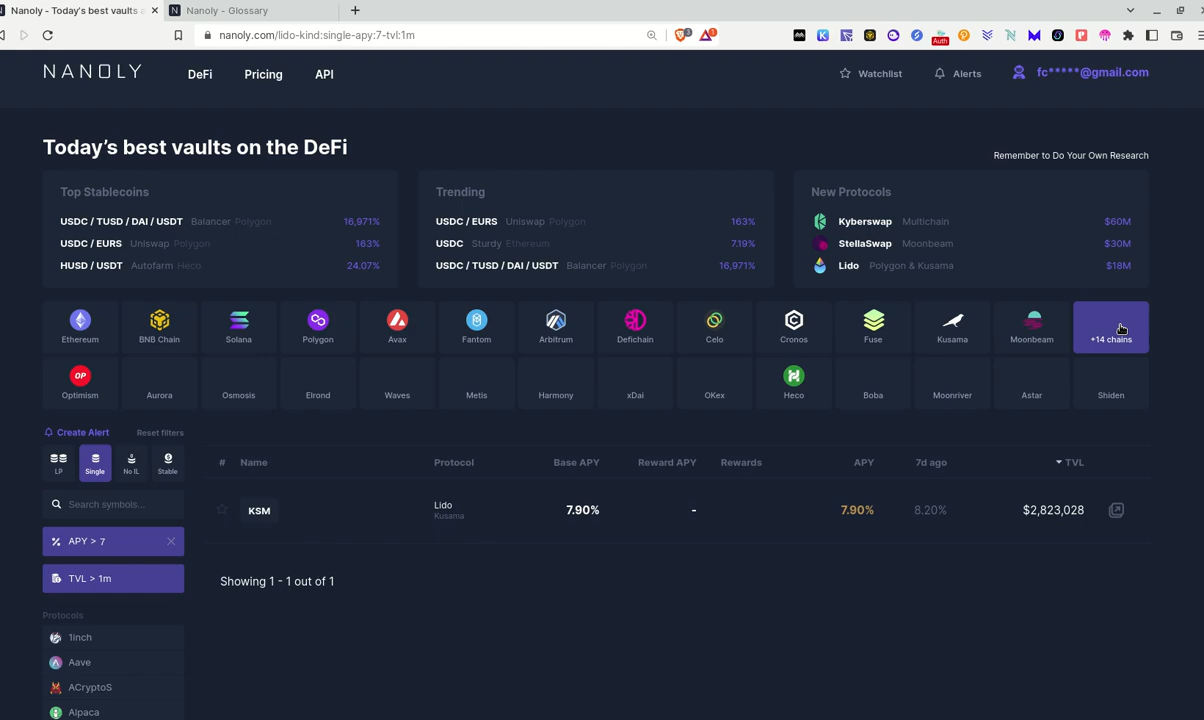 Nanoly - Today's best vaults a
Nanoly - Glossary
nanoly.com/lido-kind:single-apy:7-tvl:1m
3
1
Auth
NANOLY
DeFi
Pricing
API
Watchlist
Alerts
fc*****@gmail.com
Today's best vaults on the DeFi
Remember to Do Your Own Research
Top Stablecoins
USDC / TUSD / DAI / USDT Balancer Polygon 16,971%
USDC / EURS Uniswap Polygon 163%
HUSD / USDT Autofarm Heco 24.07%
Trending
USDC / EURS Uniswap Polygon 163%
USDC Sturdy Ethereum 7.19%
USDC / TUSD / DAI / USDT Balancer Polygon 16,971%
New Protocols
Kyberswap Multichain $60M
StellaSwap Moonbeam $30M
Lido Polygon & Kusama $18M
Ethereum BNB Chain Solana Polygon Avax Fantom Arbitrum Defichain Celo Cronos Fuse Kusama Moonbeam +14 chains
OP
Optimism Aurora Osmosis Elrond Waves Metis Harmony xDai OKex Heco Boba Moonriver Astar Shiden
Create Alert
Reset filters
LP Single No IL Stable
Search symbols...
APY > 7
TVL > 1m
Protocols
1inch
Aave
ACryptoS
Alpaca
# Name Protocol Base APY Reward APY Rewards APY 7d ago TVL
KSM Lido 7.90% - 7.90% 8.20% $2,823,028
Kusama
Showing 1 - 1 out of 1